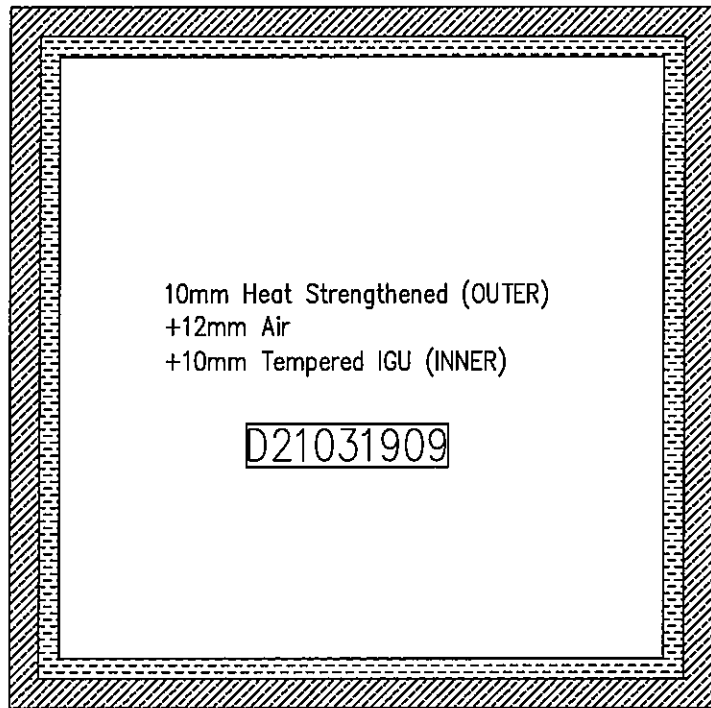 10mm Heat Strengthened (OUTER)
+12mm Air
+10mm Tempered IGU (INNER)
D21031909